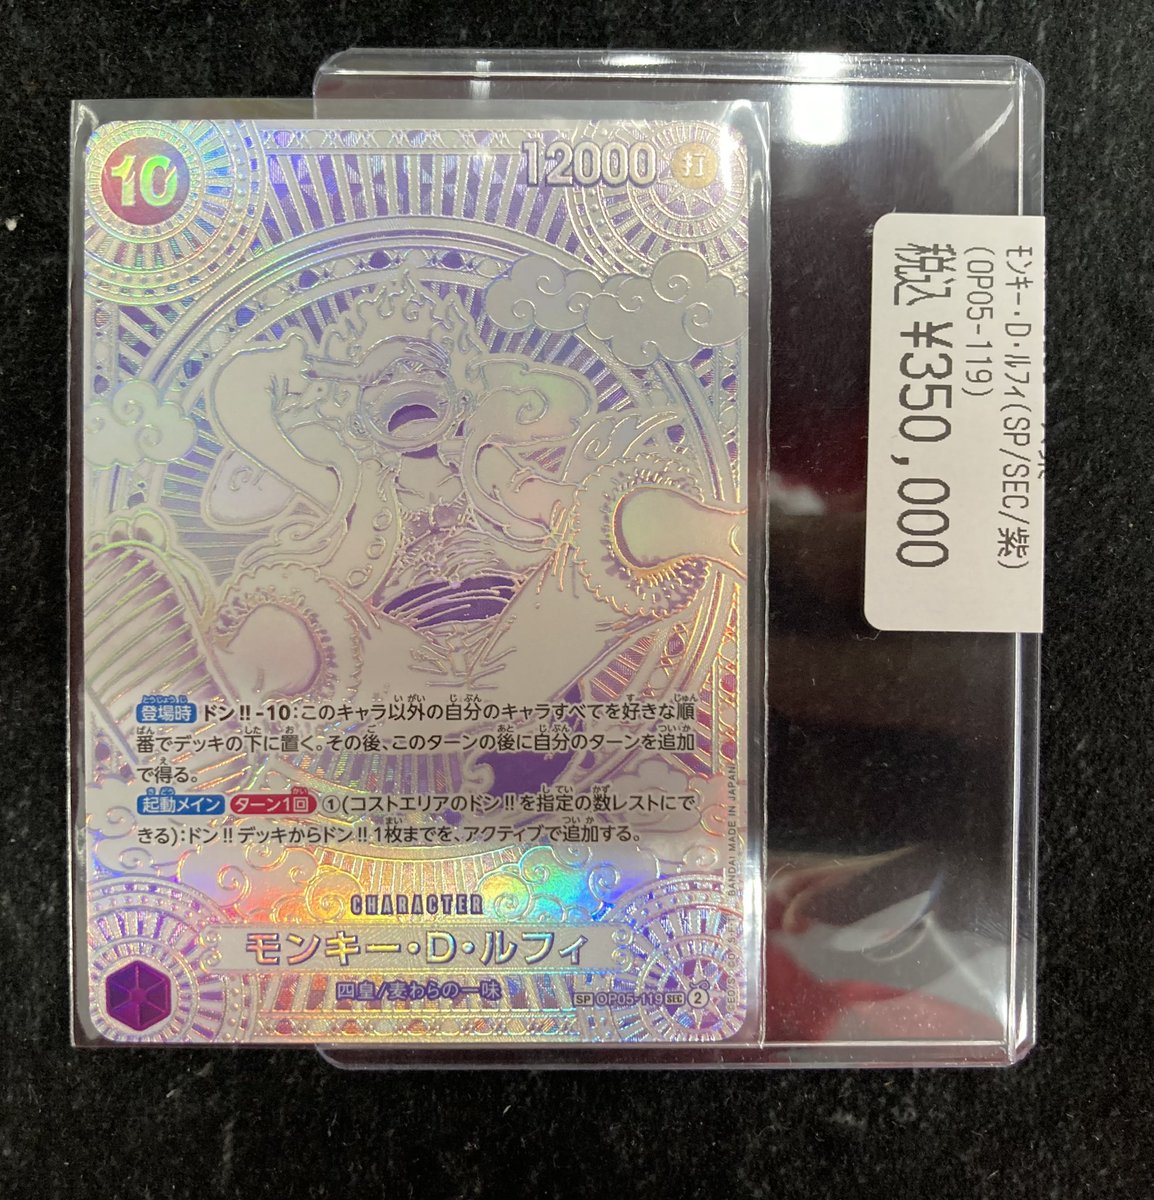 10
12000
打
登場時 ドン!!-10:このキャラ以外の自分のキャラすべてを好きな順
番でデッキの下に置く。その後、このターンの後に自分のターンを追加
で得る。
起動メイン ターン1回 ①(コストエリアのドン!!を指定の数レストにで
きる):ドン!!デッキからドン!!1枚までを、アクティブで追加する。
CHARACTER
モンキー・D・ルフィ
四皇/麦わらの一味
SP OP05-119 SEC 2
BANDAI MADE IN JAPAN
ﾓﾝｷｰ・D・ﾙﾌｨ(SP/SEC/紫)
(OP05-119)
税込 ¥350,000